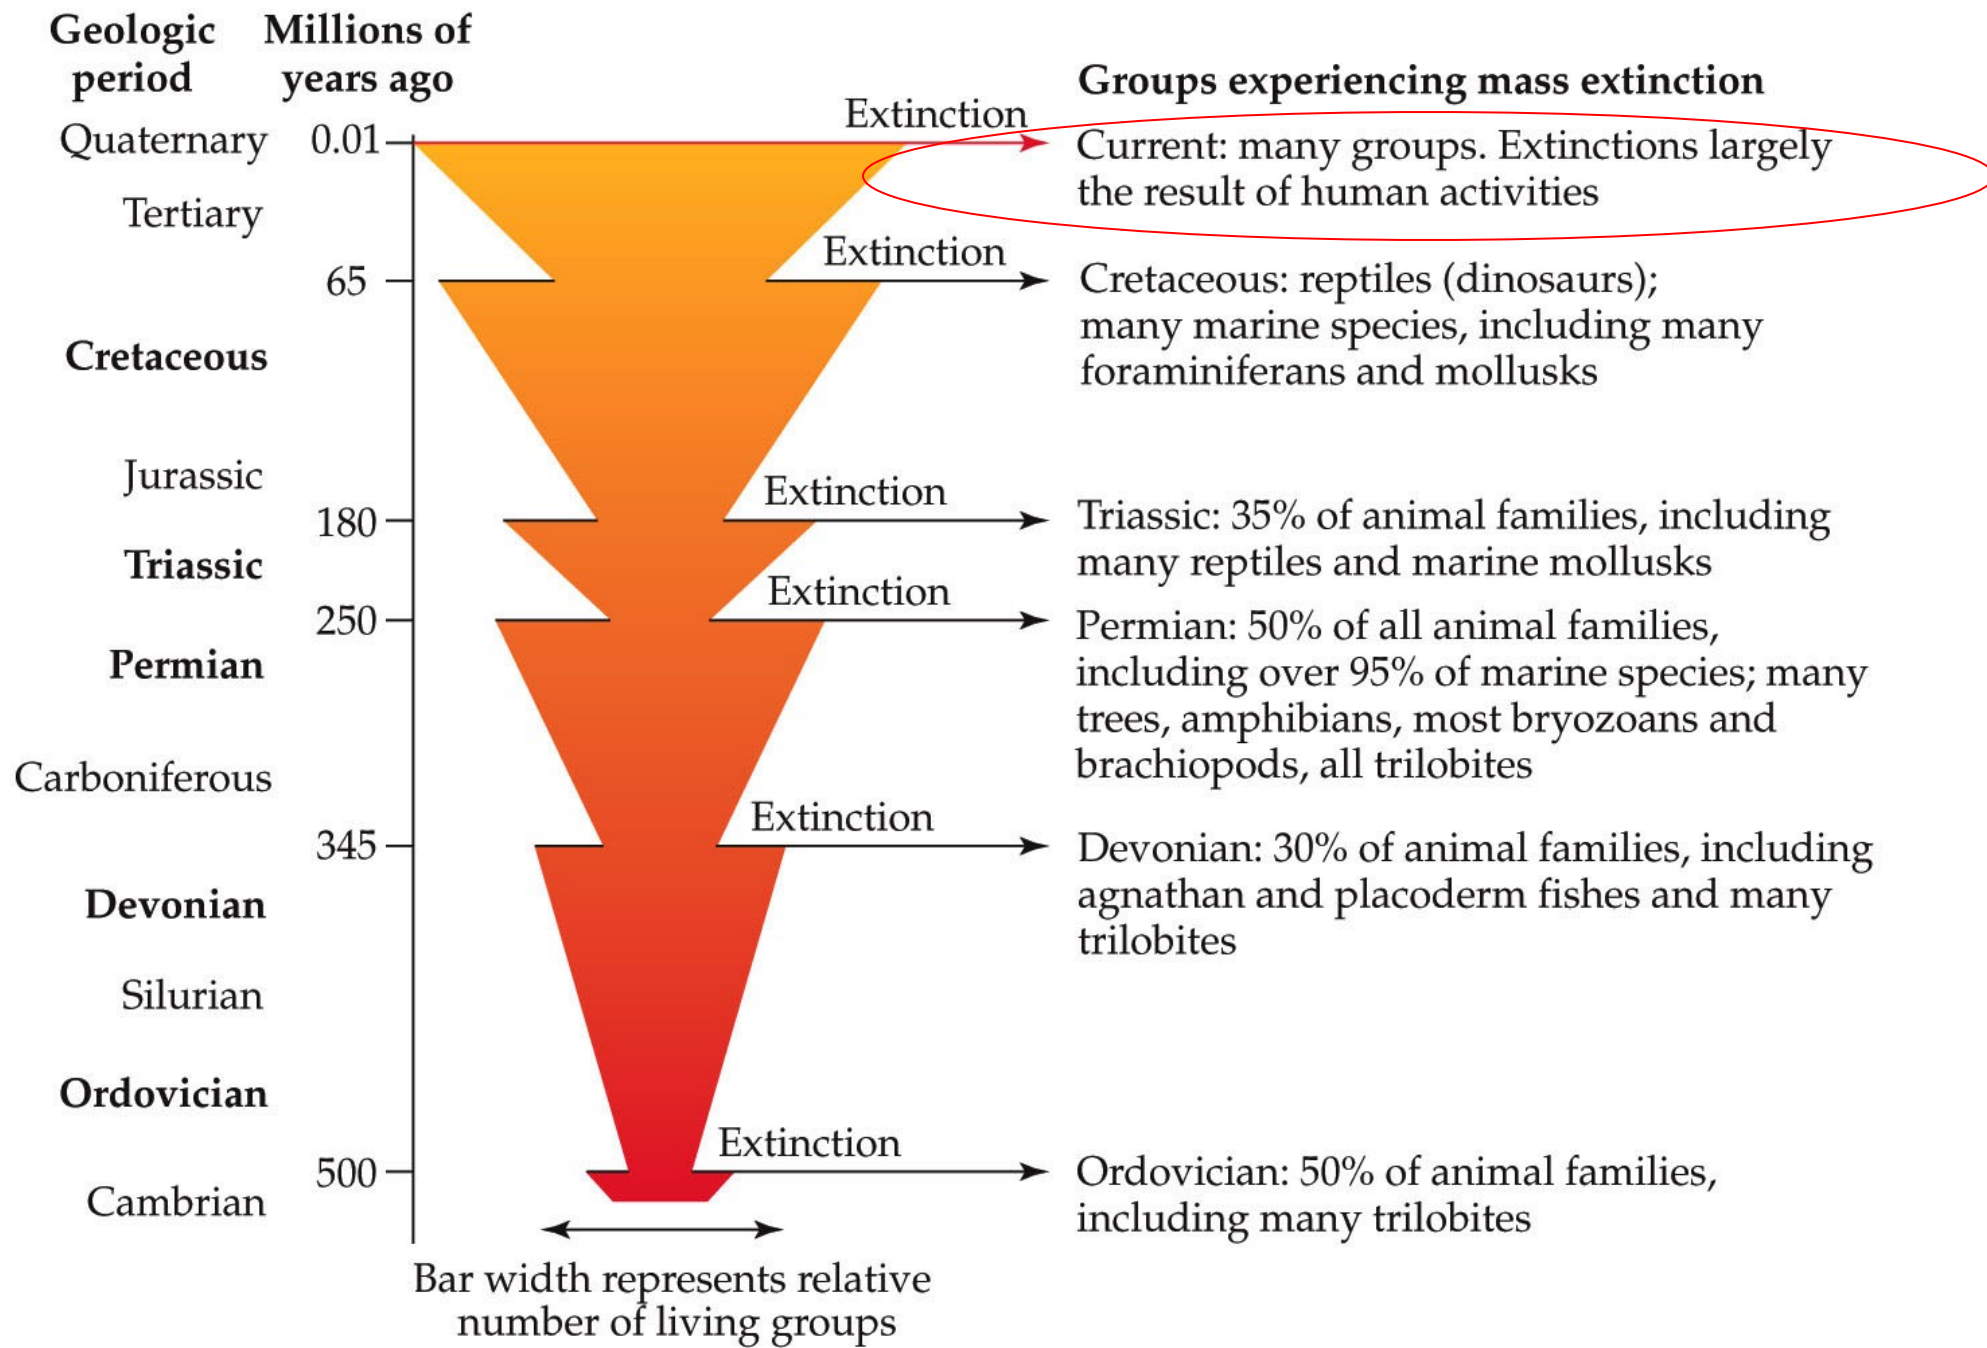 Geologic period
Millions of years ago
Groups experiencing mass extinction
Quaternary
0.01
Extinction
Current: many groups. Extinctions largely
the result of human activities
Tertiary
65
Extinction
Cretaceous: reptiles (dinosaurs);
many marine species, including many
foraminiferans and mollusks
Cretaceous
Jurassic
180
Extinction
Triassic: 35% of animal families, including
many reptiles and marine mollusks
Triassic
250
Extinction
Permian: 50% of all animal families,
including over 95% of marine species; many
trees, amphibians, most bryozoans and
brachiopods, all trilobites
Permian
Carboniferous
345
Extinction
Devonian: 30% of animal families, including
agnathan and placoderm fishes and many
trilobites
Devonian
Silurian
Ordovician
500
Extinction
Ordovician: 50% of animal families,
including many trilobites
Cambrian
Bar width represents relative
number of living groups